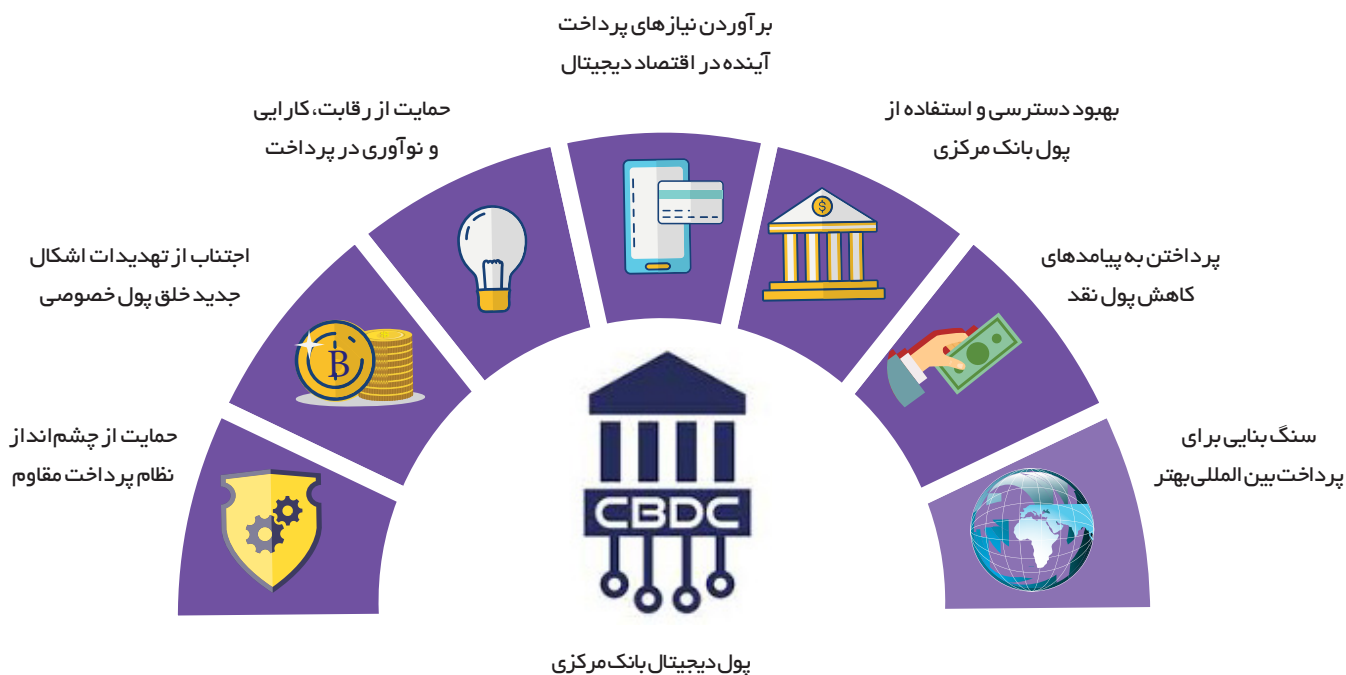 برآوردن نیازهای پرداخت
آینده در اقتصاد دیجیتال
بهبود دسترسی و استفاده از
پول بانک مرکزی
حمایت از رقابت، کارایی
و نوآوری در پرداخت
پرداختن به پیامدهای
کاهش پول نقد
اجتناب از تهدیدات اشکال
جدید خلق پول خصوصی
سنگ بنایی برای
پرداخت بین المللی بهتر
حمایت از چشم‌انداز
نظام پرداخت مقاوم
$
B
CBDC
پول دیجیتال بانک مرکزی